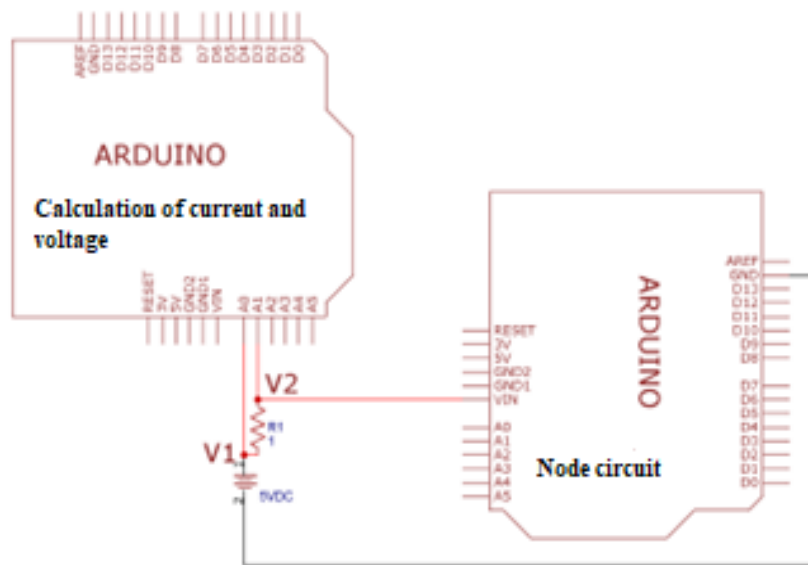 AREF
GND
D13
D12
D11
D10
D9
D8
D7
D6
D5
D4
D3
D2
D1
D0
ARDUINO
Calculation of current and
voltage
RESET
3V
5V
GND2
GND1
VIN
A0
A1
A2
A3
A4
A5
V2
R1
1
V1
1
5VDC
2
RESET
3V
5V
GND2
GND1
VIN
A0
A1
A2
A3
A4
A5
ARDUINO
Node circuit
AREF
GND
D13
D12
D11
D10
D9
D8
D7
D6
D5
D4
D3
D2
D1
D0